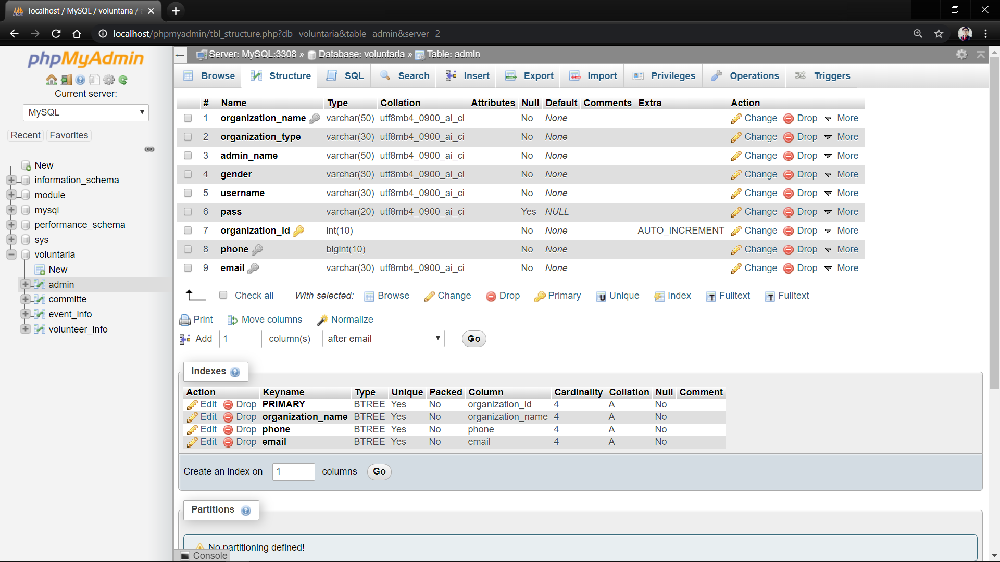 localhost / MySQL / voluntaria /
localhost/phpmyadmin/tbl_structure.php?db=voluntaria&table=admin&server=2
phpMyAdmin
Current server:
MySQL
Recent Favorites
New
information_schema
module
mysql
performance_schema
sys
voluntaria
New
admin
committe
event_info
volunteer_info
Server: MySQL:3308 » Database: voluntaria » Table: admin
Browse Structure SQL Search Insert Export Import Privileges Operations Triggers
# Name Type Collation Attributes Null Default Comments Extra Action
1 organization_name varchar(50) utf8mb4_0900_ai_ci No None Change Drop More
2 organization_type varchar(30) utf8mb4_0900_ai_ci No None Change Drop More
3 admin_name varchar(50) utf8mb4_0900_ai_ci No None Change Drop More
4 gender varchar(30) utf8mb4_0900_ai_ci No None Change Drop More
5 username varchar(30) utf8mb4_0900_ai_ci No None Change Drop More
6 pass varchar(20) utf8mb4_0900_ai_ci Yes NULL Change Drop More
7 organization_id int(10) No None AUTO_INCREMENT Change Drop More
8 phone bigint(10) No None Change Drop More
9 email varchar(30) utf8mb4_0900_ai_ci No None Change Drop More
Check all With selected: Browse Change Drop Primary Unique Index Fulltext Fulltext
Print Move columns Normalize
Add 1 column(s) after email Go
Indexes
Action Keyname Type Unique Packed Column Cardinality Collation Null Comment
Edit Drop PRIMARY BTREE Yes No organization_id 4 A No
Edit Drop organization_name BTREE Yes No organization_name 4 A No
Edit Drop phone BTREE Yes No phone 4 A No
Edit Drop email BTREE Yes No email 4 A No
Create an index on 1 columns Go
Partitions
No partitioning defined!
Console